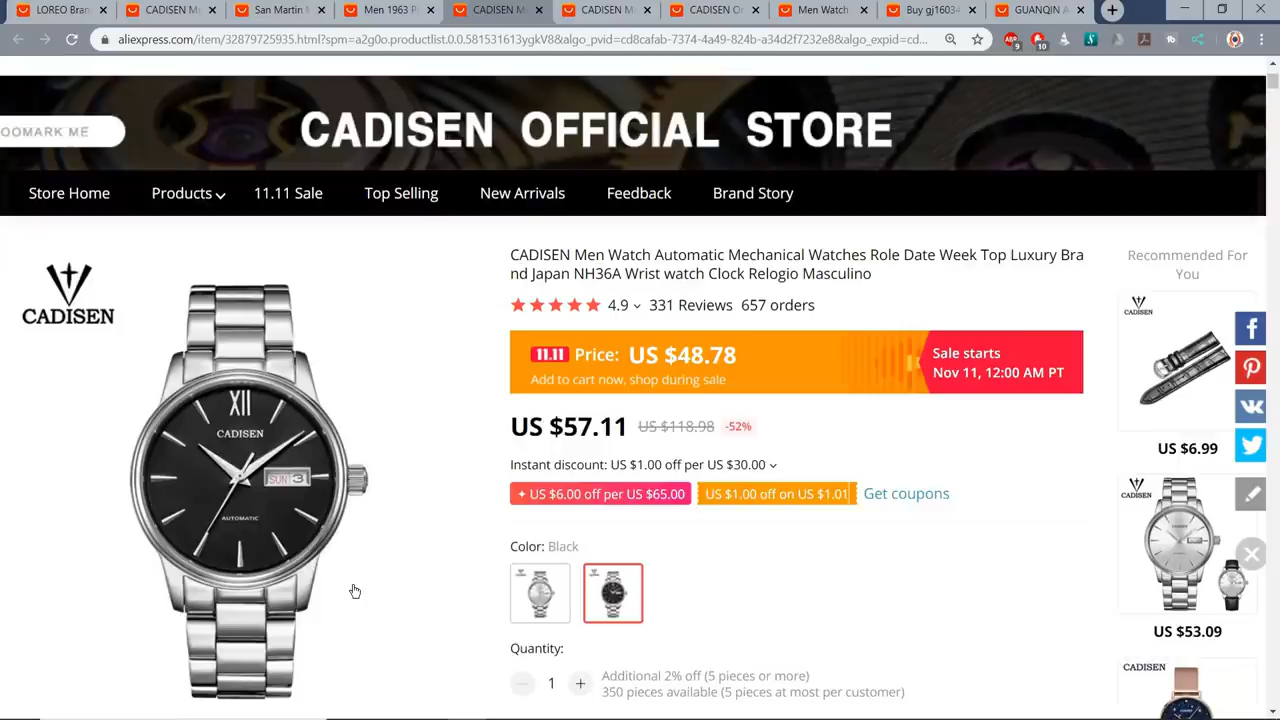 LOREO Bran
CADISEN M
San Martin
Men 1963 P
CADISEN M
CADISEN M
CADISEN O
Men Watch
Buy gj16034
GUANQIN A
aliexpress.com/item/32879725935.html?spm=a2g0o.productlist.0.0.581531613ygkV8&algo_pvid=cd8cafab-7374-4a49-824b-a34d2f7232e8&algo_expid=cd...
9
10
OOMARK ME
CADISEN OFFICIAL STORE
Store Home
Products
11.11 Sale
Top Selling
New Arrivals
Feedback
Brand Story
CADISEN
XII
CADISEN
SUN 3
AUTOMATIC
CADISEN Men Watch Automatic Mechanical Watches Role Date Week Top Luxury Bra
nd Japan NH36A Wrist watch Clock Relogio Masculino
4.9 331 Reviews 657 orders
11.11 Price: US $48.78
Add to cart now, shop during sale
Sale starts
Nov 11, 12:00 AM PT
US $57.11 US $118.98 -52%
Instant discount: US $1.00 off per US $30.00
US $6.00 off per US $65.00
US $1.00 off on US $1.01
Get coupons
Color: Black
Quantity:
1
Additional 2% off (5 pieces or more)
350 pieces available (5 pieces at most per customer)
Recommended For
You
CADISEN
US $6.99
CADISEN
US $53.09
CADISEN